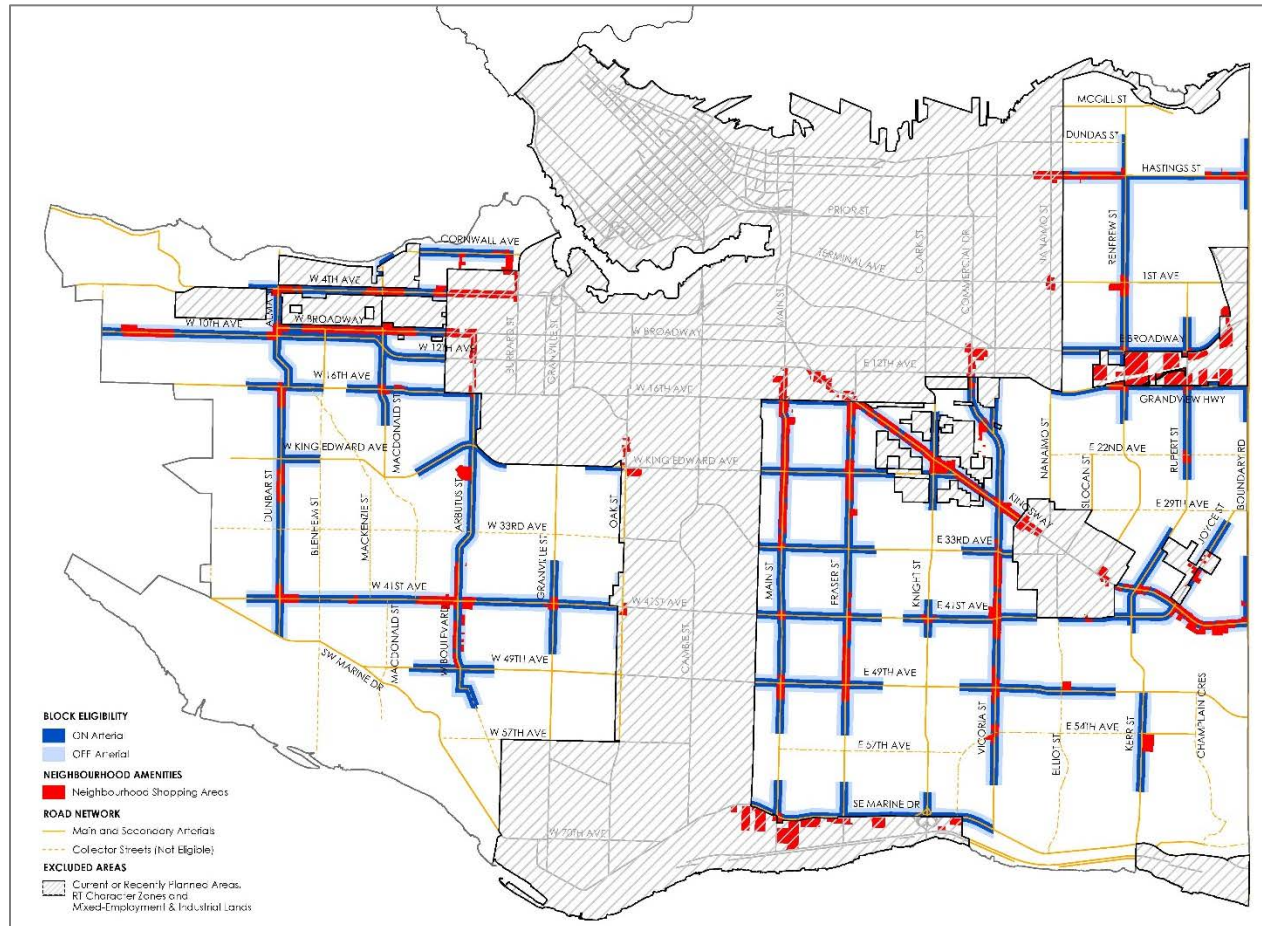 MCGILL ST
DUNDAS ST
HASTINGS ST
PRIOR ST
TERMINAL AVE
CLARK ST
COMMERCIAL DR
NANAIMO ST
RENFREW ST
1ST AVE
CORNWALL AVE
W 4TH AVE
ALMA
W BROADWAY
W 10TH AVE
W 12TH AVE
W 16TH AVE
BURRARD ST
GRANVILLE ST
W BROADWAY
MAIN ST
E 12TH AVE
W 16TH AVE
E BROADWAY
GRANDVIEW HWY
MACDONALD ST
W KING EDWARD AVE
W KING EDWARD AVE
NANAIMO ST
SLOCAN ST
E 22ND AVE
RUPERT ST
BOUNDARY RD
DUNBAR ST
BLENHEIM ST
MACKENZIE ST
ARBUTUS ST
W 33RD AVE
OAK ST
KINGSWAY
E 29TH AVE
JOYCE ST
E 33RD AVE
GRANVILLE ST
W 41ST AVE
W 41ST AVE
MAIN ST
FRASER ST
KNIGHT ST
E 41ST AVE
MACDONALD ST
W BOULEVARD
CAMBIE ST
SW MARINE DR
W 49TH AVE
E 49TH AVE
W 57TH AVE
E 57TH AVE
VICTORIA ST
ELLIOT ST
E 54TH AVE
KERR ST
CHAMPLAIN CRES
SE MARINE DR
W 70TH AVE
BLOCK ELIGIBILITY
ON Arteria
OFF Arterial
NEIGHBOURHOOD AMENITIES
Neighbourhood Shopping Areas
ROAD NETWORK
Main and Secondary Arterials
Collector Streets (Not Eligible)
EXCLUDED AREAS
Current or Recently Planned Areas,
RT Character Zones and
Mixed-Employment & Industrial Lands